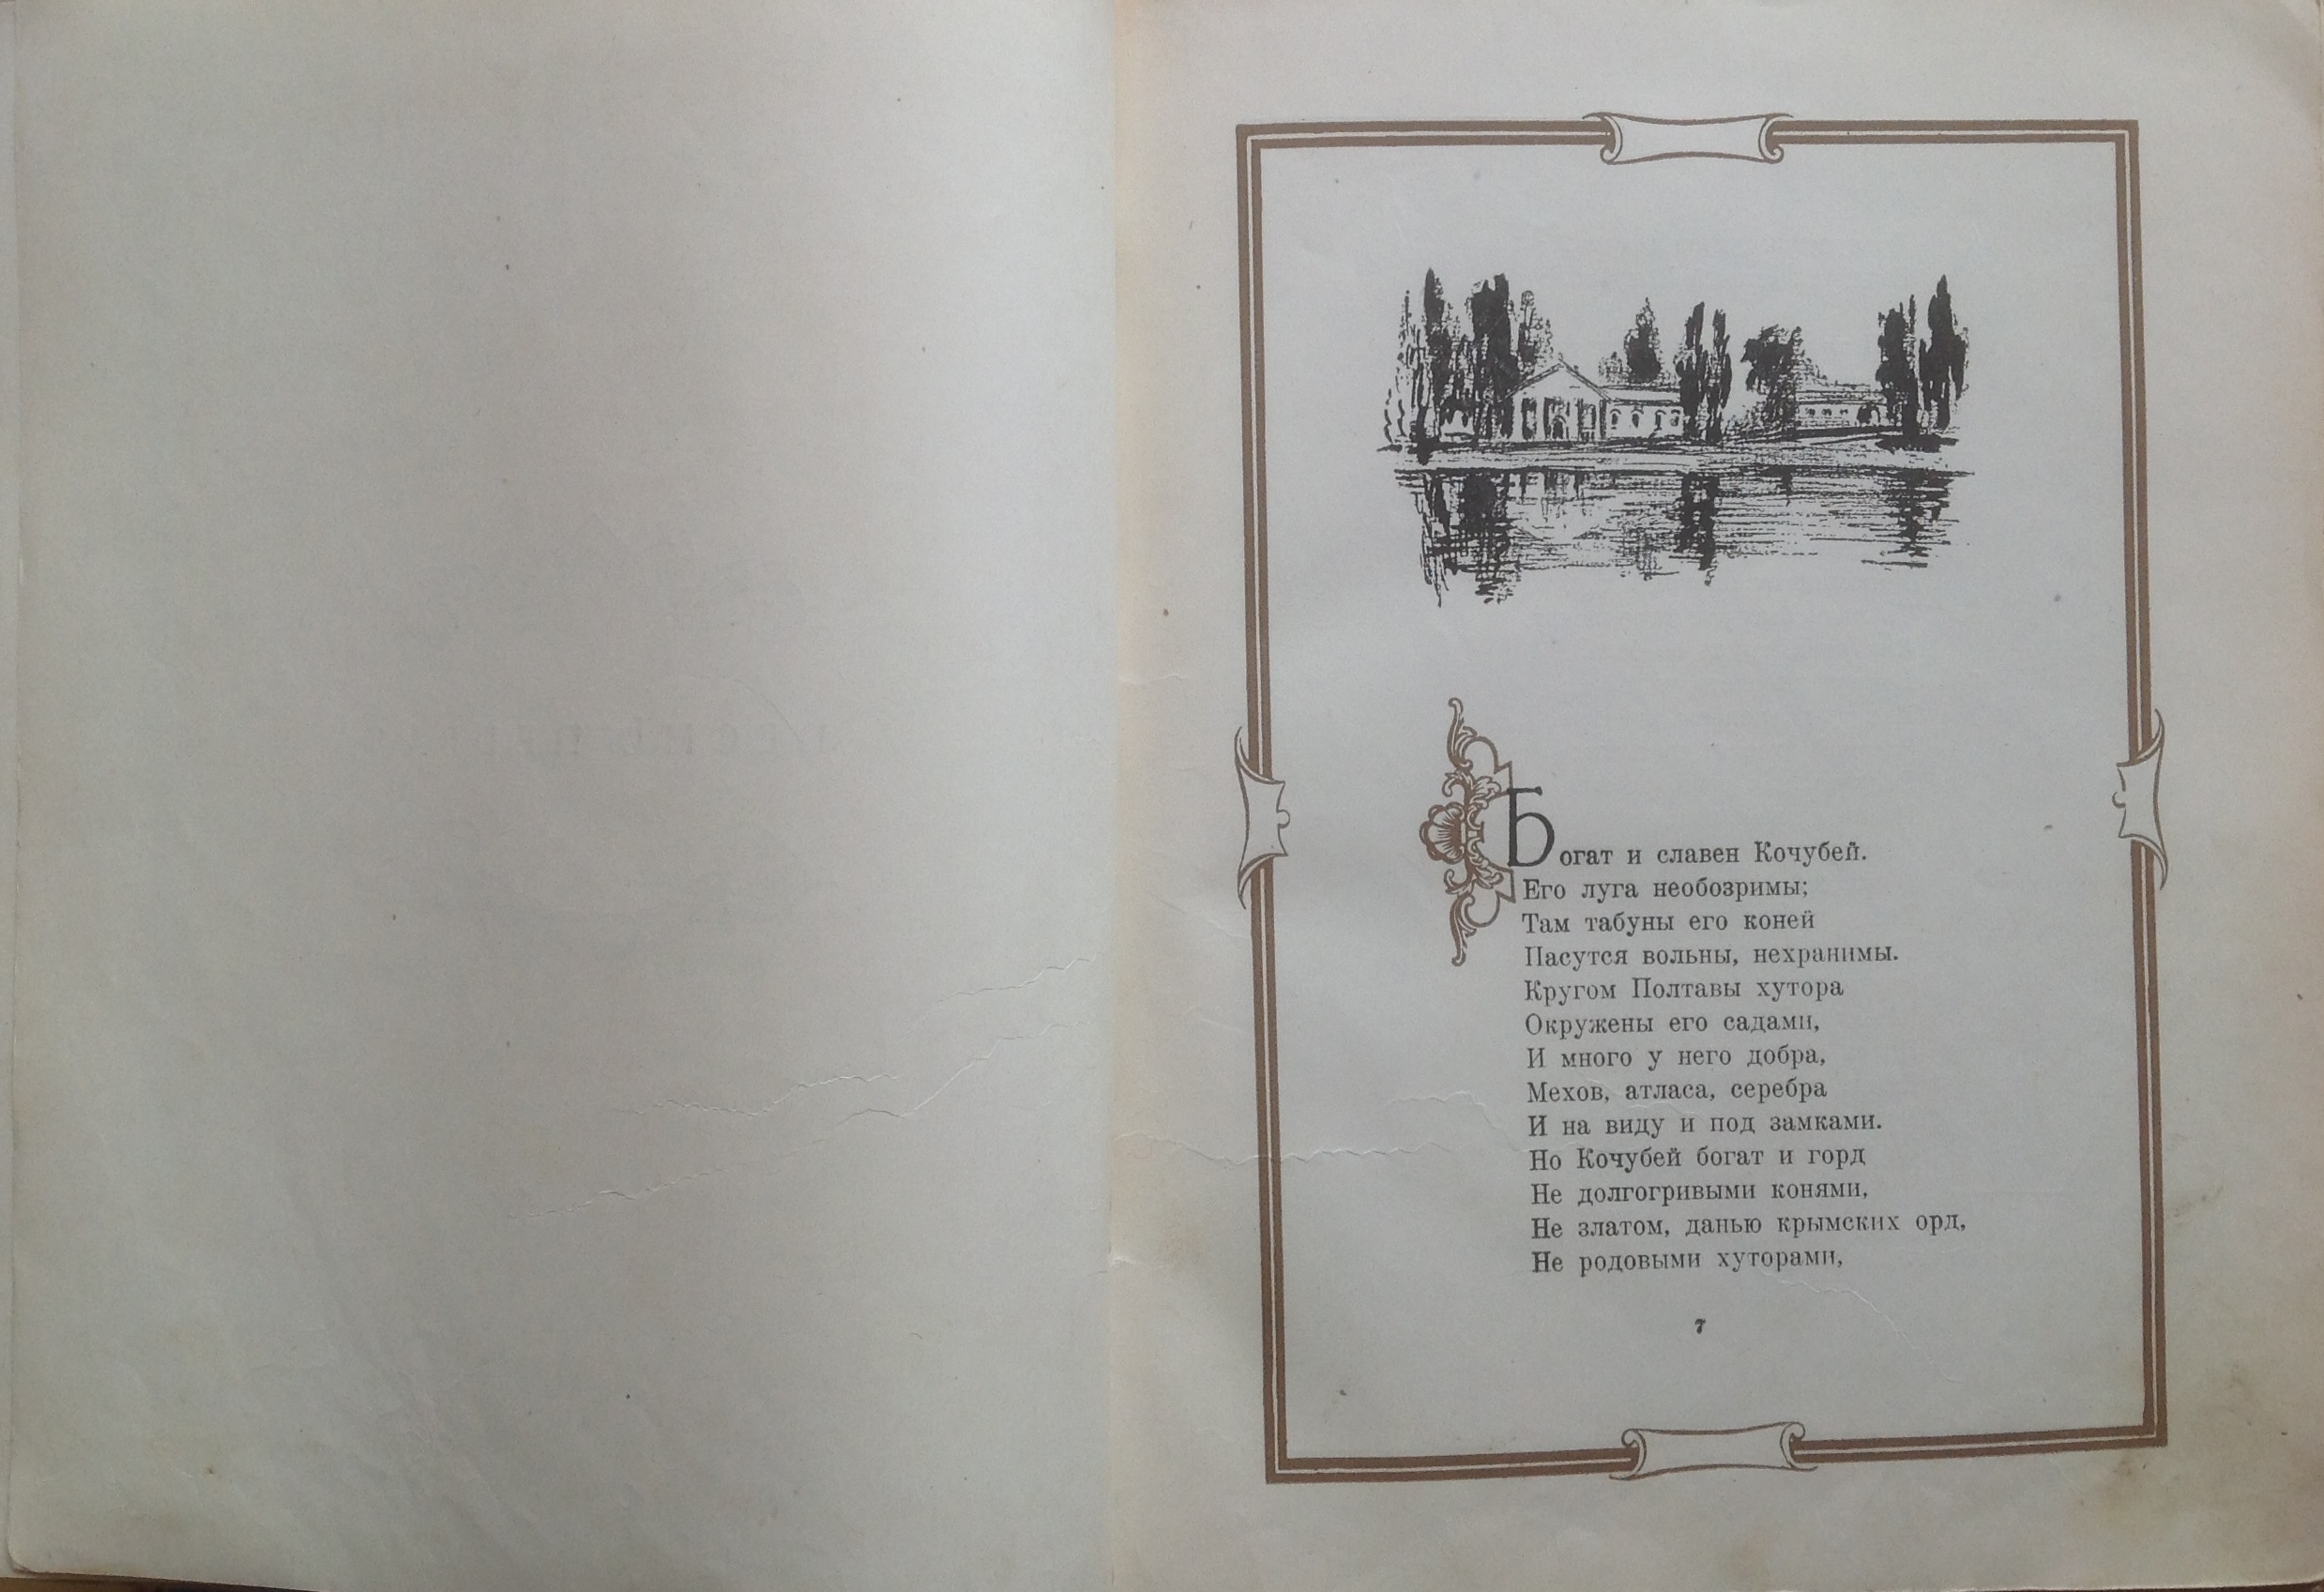 Богат и славен Кочубей.
Его луга необозримы;
Там табуны его коней
Пасутся вольны, нехранимы.
Кругом Полтавы хутора
Окружены его садами,
И много у него добра,
Мехов, атласа, серебра
И на виду и под замками.
Но Кочубей богат и горд
Не долгогривыми конями,
Не златом, данью крымских орд,
Не родовыми хуторами,
7